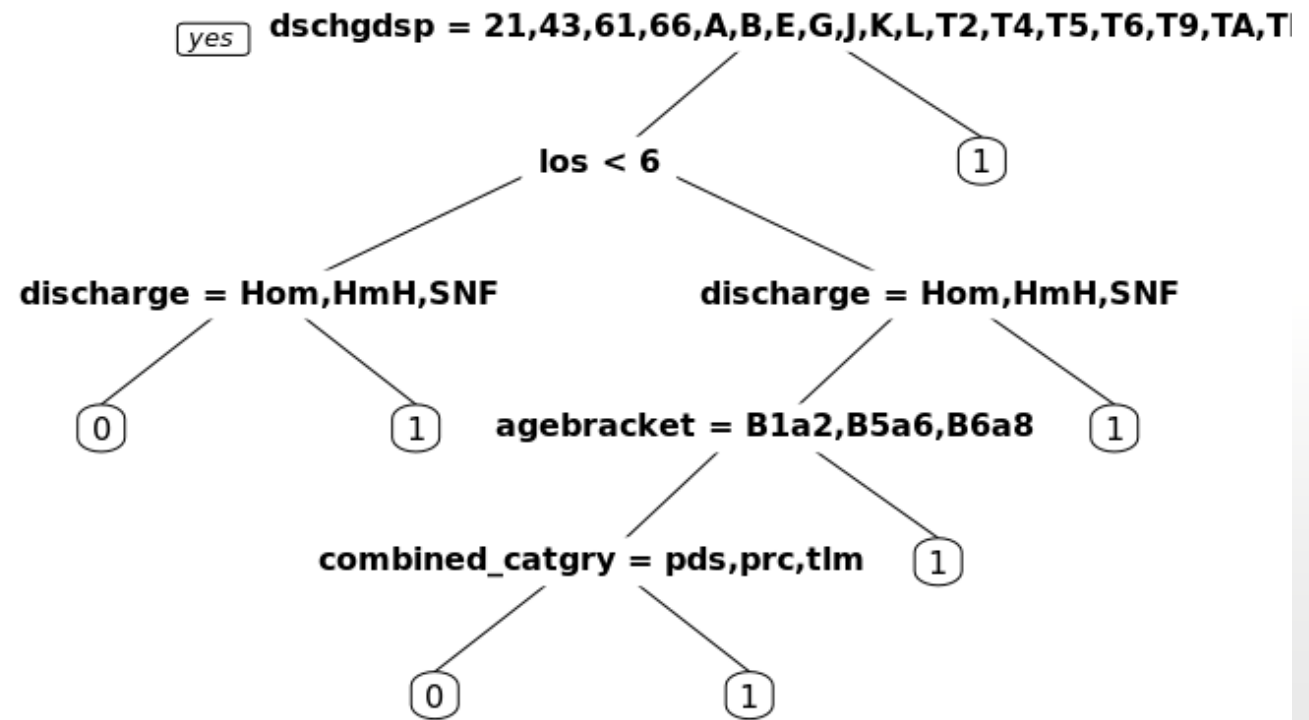 yes dschgdsp = 21,43,61,66,A,B,E,G,J,K,L,T2,T4,T5,T6,T9,TA,
los < 6
1
discharge = Hom,HmH,SNF
discharge = Hom,HmH,SNF
0
1
agebracket = B1a2,B5a6,B6a8
1
combined_catgry = pds,prc,tlm
1
0
1